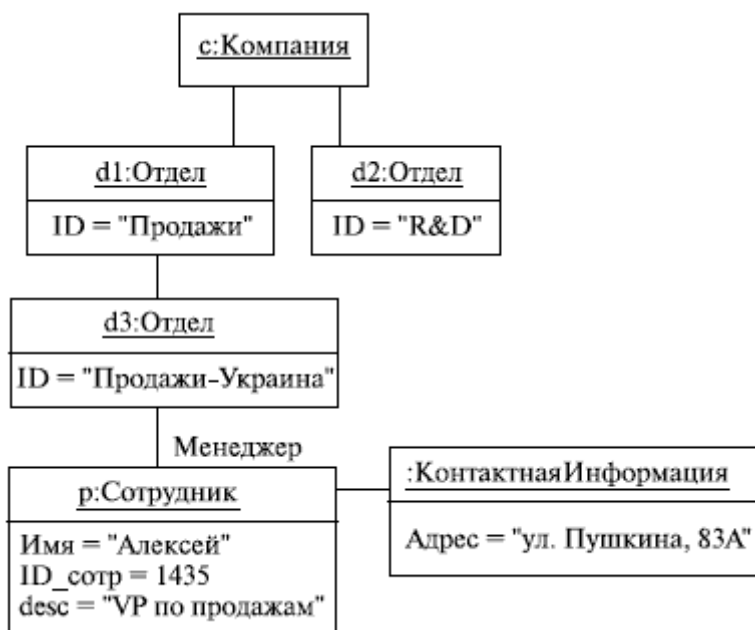 c:Компания
d1:Отдел
ID = "Продажи"
d2:Отдел
ID = "R&D"
d3:Отдел
ID = "Продажи-Украина"
Менеджер
p:Сотрудник
Имя = "Алексей"
ID_сотр = 1435
desc = "VP по продажам"
:КонтактнаяИнформация
Адрес = "ул. Пушкина, 83А"